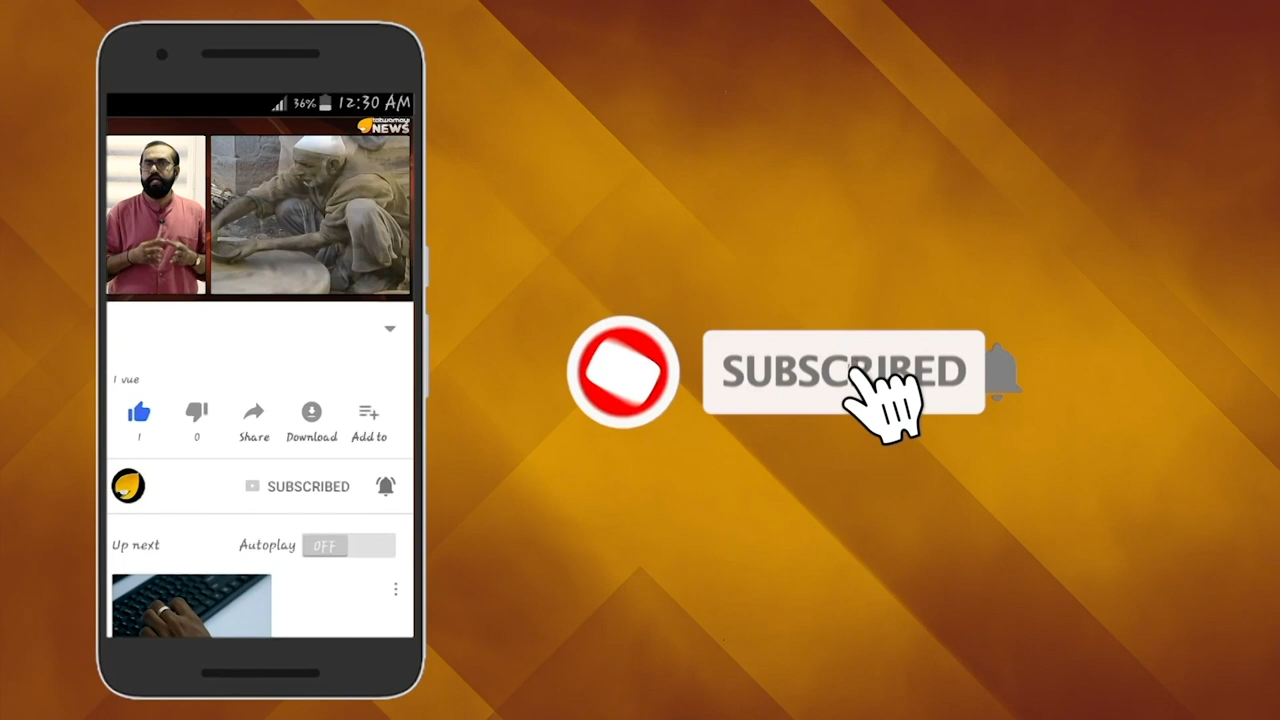 36% 12:30 AM
tatwamayi
NEWS
1 vue
1
0
Share
Download
Add to
SUBSCRIBED
Up next
Autoplay
OFF
SUBSCRIBED